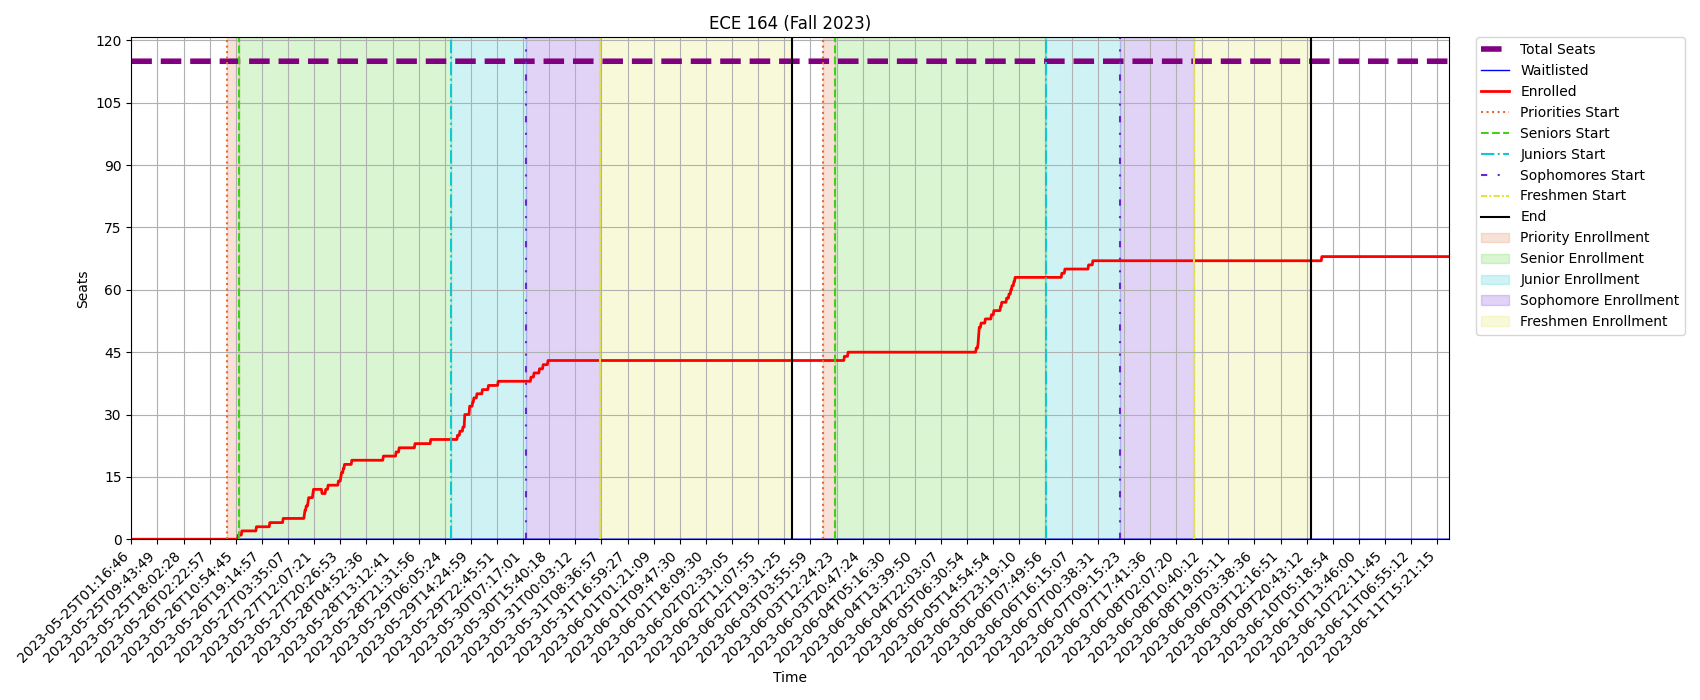 ECE 164 (Fall 2023)
120
105
90
75
60
45
30
15
0
Seats
2023-05-25T01:16:46
2023-05-25T09:43:49
2023-05-25T18:02:28
2023-05-26T02:22:57
2023-05-26T10:54:45
2023-05-26T19:14:57
2023-05-27T03:35:07
2023-05-27T12:07:21
2023-05-27T20:26:53
2023-05-28T04:52:36
2023-05-28T13:12:41
2023-05-28T21:31:56
2023-05-29T06:05:24
2023-05-29T14:24:59
2023-05-29T22:45:51
2023-05-30T07:17:01
2023-05-30T15:40:18
2023-05-31T00:03:12
2023-05-31T08:36:57
2023-05-31T16:59:27
2023-06-01T01:21:09
2023-06-01T09:47:30
2023-06-01T18:09:30
2023-06-02T02:33:05
2023-06-02T11:07:55
2023-06-02T19:31:25
2023-06-03T03:55:59
2023-06-03T12:24:23
2023-06-03T20:47:24
2023-06-04T05:16:30
2023-06-04T13:39:50
2023-06-04T22:03:07
2023-06-05T06:30:54
2023-06-05T14:54:54
2023-06-05T23:19:10
2023-06-06T07:49:56
2023-06-06T16:15:07
2023-06-07T00:38:31
2023-06-07T09:15:23
2023-06-07T17:41:36
2023-06-08T02:07:20
2023-06-08T10:40:12
2023-06-08T19:05:11
2023-06-09T03:38:36
2023-06-09T12:16:51
2023-06-09T20:43:12
2023-06-10T05:18:54
2023-06-10T13:46:00
2023-06-10T22:11:45
2023-06-11T06:55:12
2023-06-11T15:21:15
Time
Total Seats
Waitlisted
Enrolled
Priorities Start
Seniors Start
Juniors Start
Sophomores Start
Freshmen Start
End
Priority Enrollment
Senior Enrollment
Junior Enrollment
Sophomore Enrollment
Freshmen Enrollment